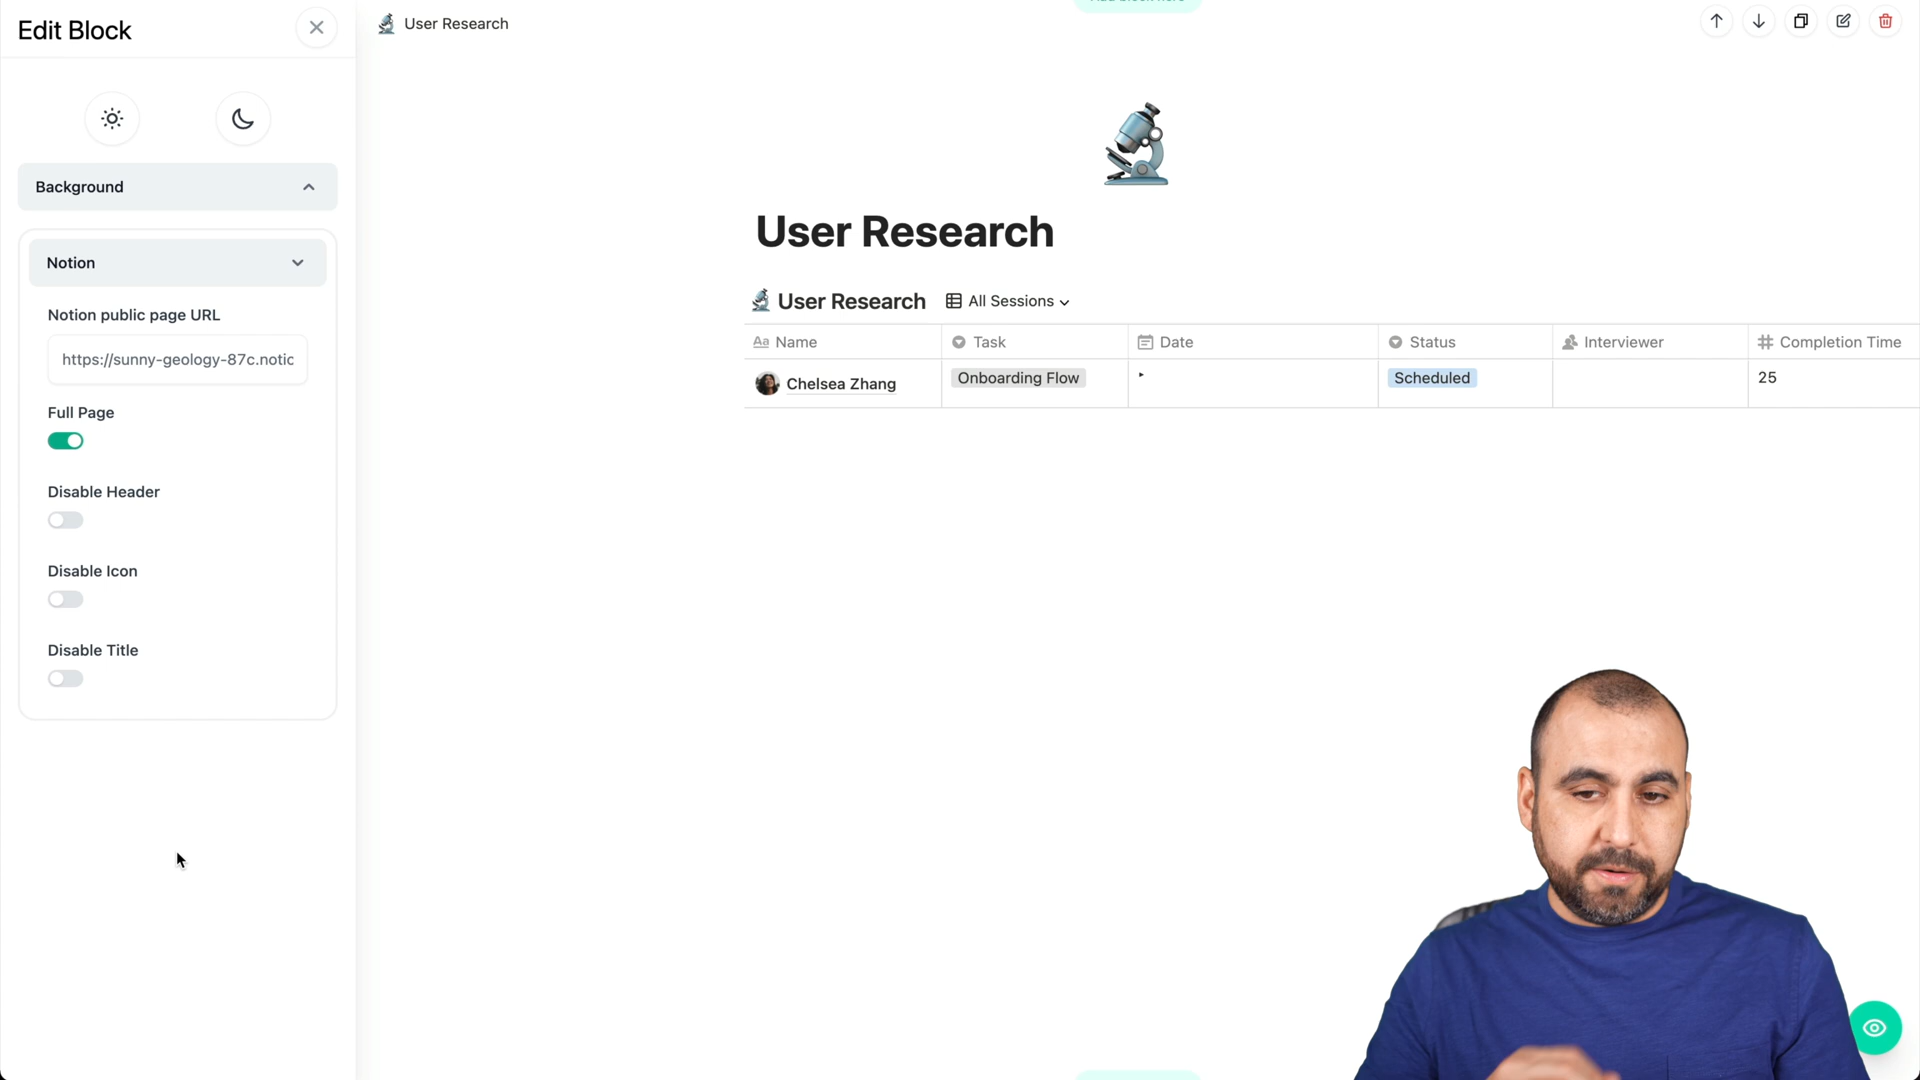 Edit Block
User Research
Background
Notion
Notion public page URL
https://sunny-geology-87c.notic
Full Page
Disable Header
Disable Icon
Disable Title
User Research
User Research All Sessions
Aa Name Task Date Status Interviewer # Completion Time
Chelsea Zhang Onboarding Flow Scheduled 25